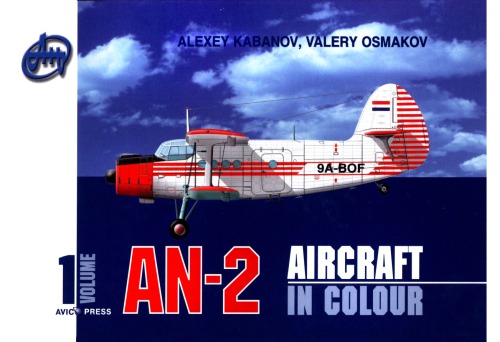 ALEXEY KABANOV, VALERY OSMAKOV
9A-BOF
1
VOLUME
AVICO PRESS
AN-2
AIRCRAFT
IN COLOUR